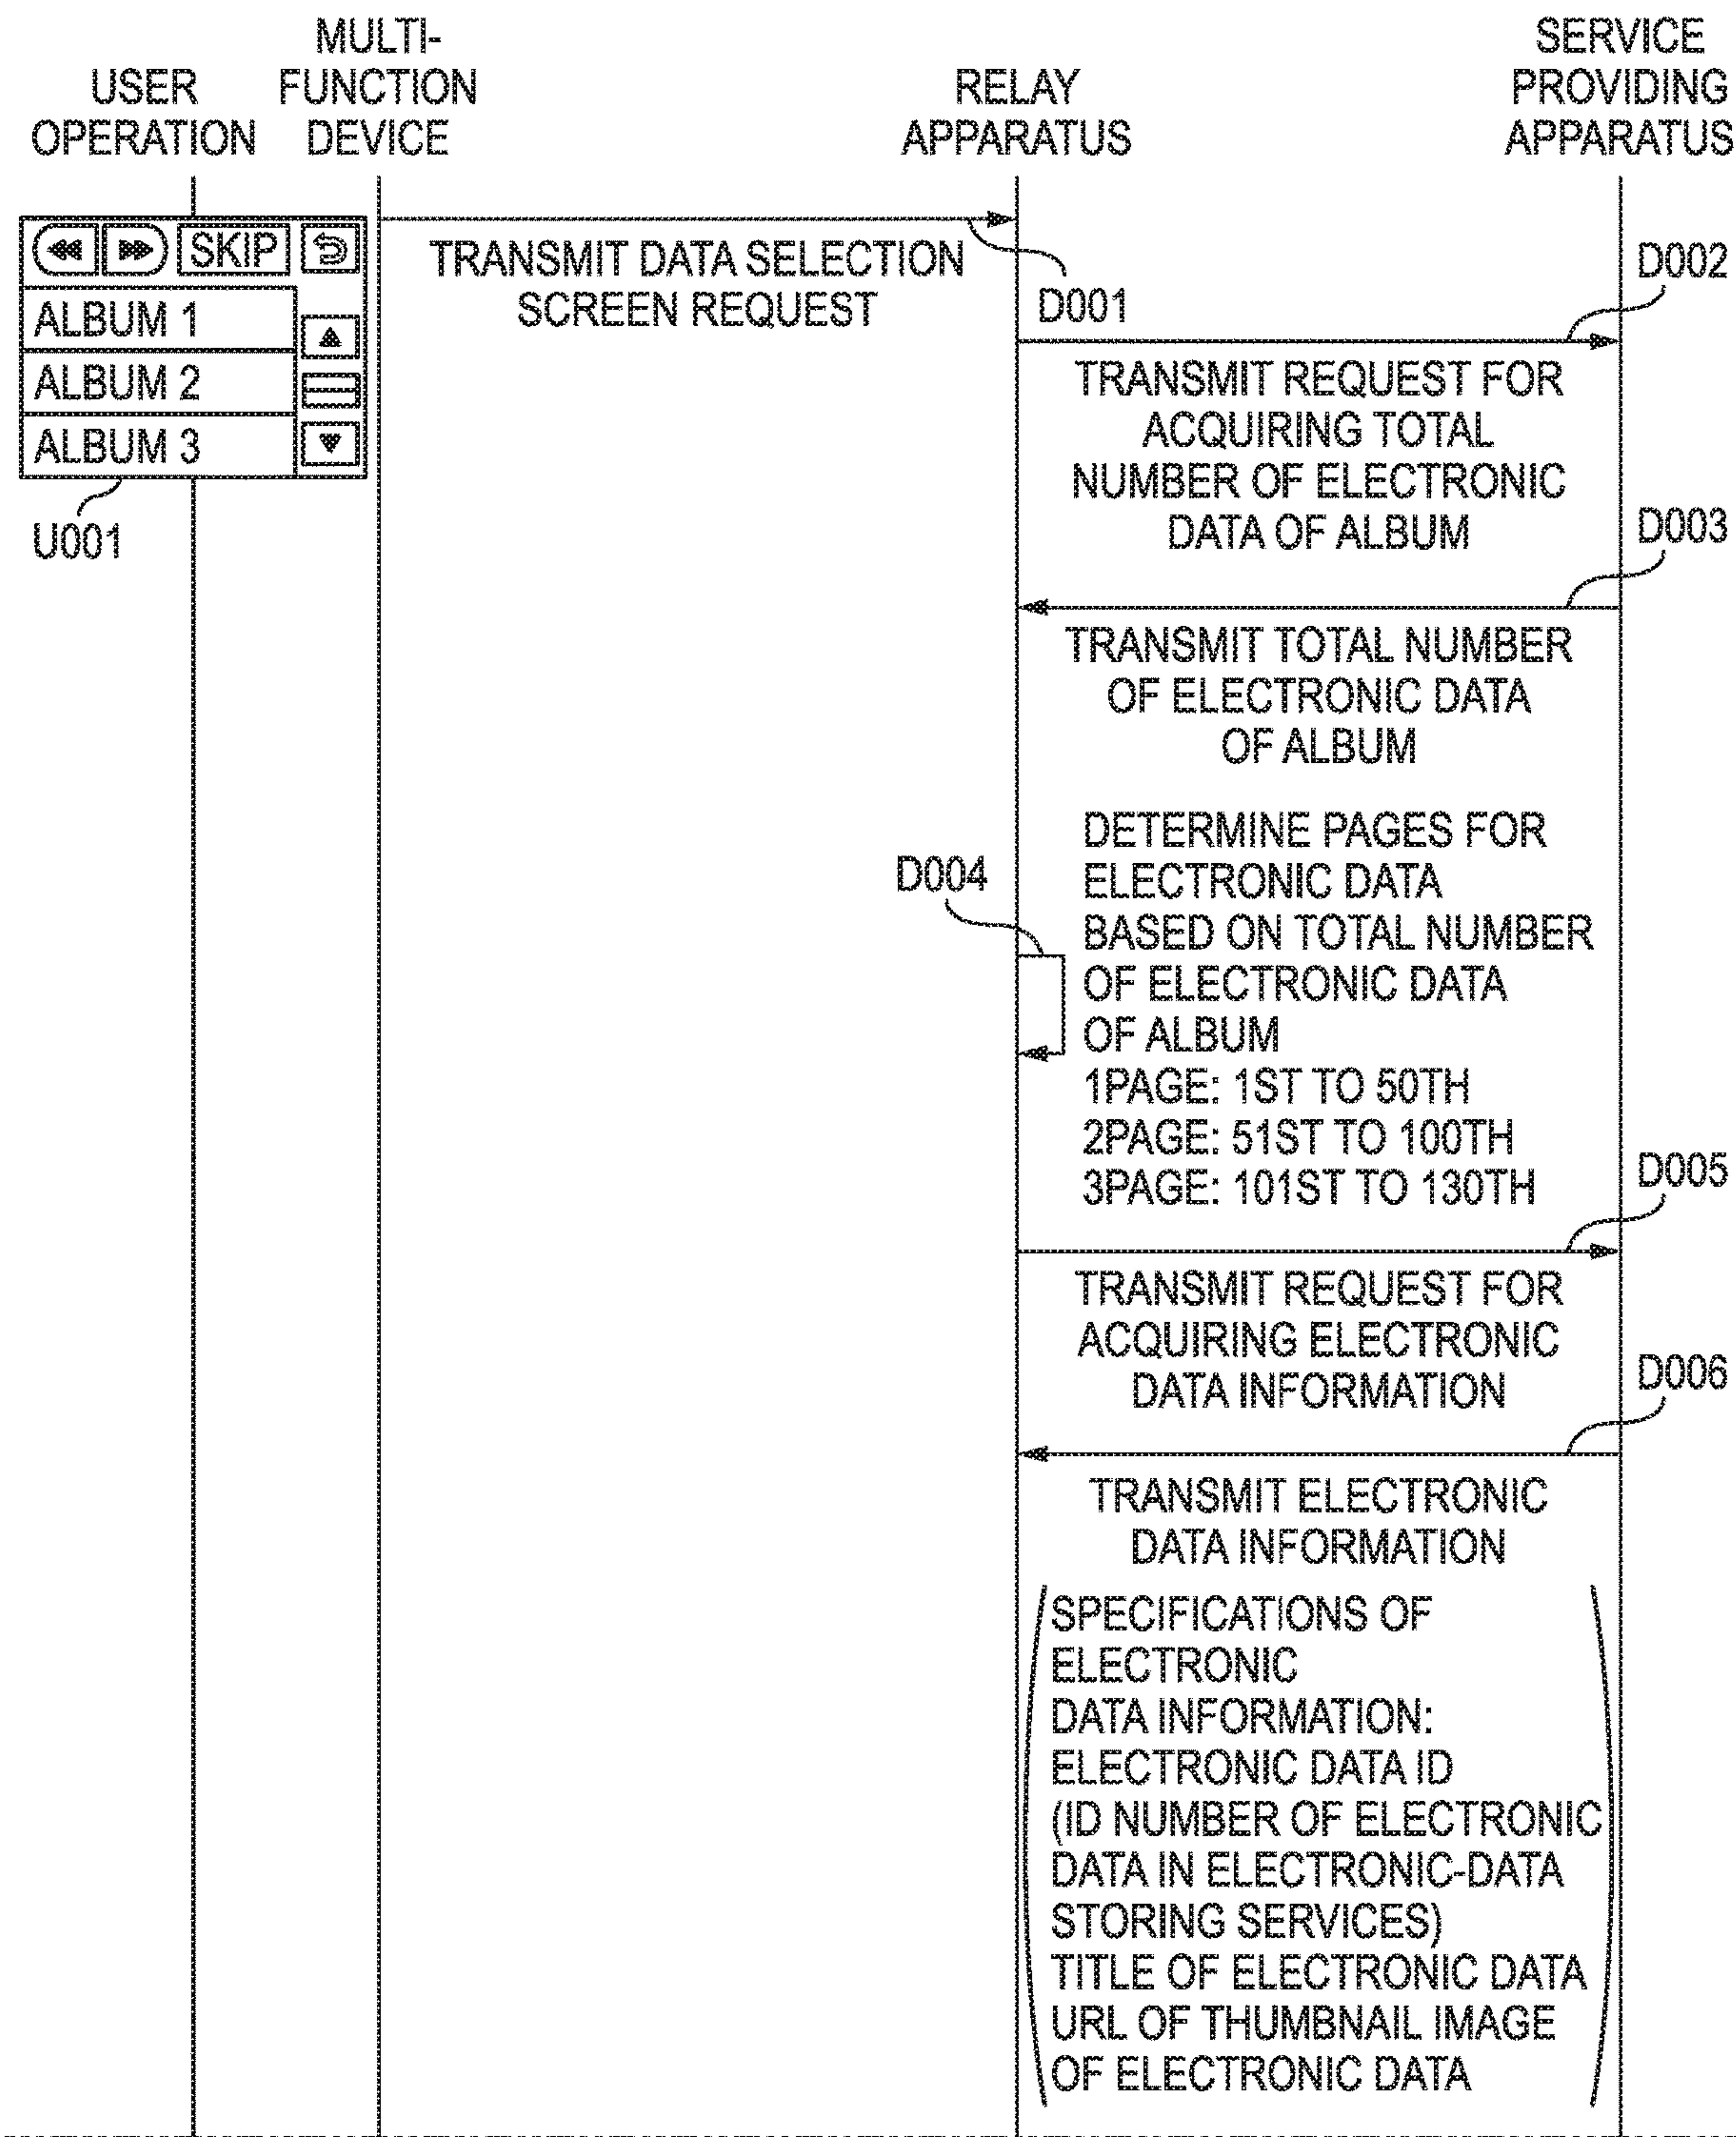 USER
OPERATION
MULTI-
FUNCTION
DEVICE
RELAY
APPARATUS
SERVICE
PROVIDING
APPARATUS
SKIP
ALBUM 1
ALBUM 2
ALBUM 3
U001
TRANSMIT DATA SELECTION
SCREEN REQUEST
D001
D002
TRANSMIT REQUEST FOR
ACQUIRING TOTAL
NUMBER OF ELECTRONIC
DATA OF ALBUM
D003
TRANSMIT TOTAL NUMBER
OF ELECTRONIC DATA
OF ALBUM
D004
DETERMINE PAGES FOR
ELECTRONIC DATA
BASED ON TOTAL NUMBER
OF ELECTRONIC DATA
OF ALBUM
1PAGE: 1ST TO 50TH
2PAGE: 51ST TO 100TH
3PAGE: 101ST TO 130TH
D005
TRANSMIT REQUEST FOR
ACQUIRING ELECTRONIC
DATA INFORMATION
D006
TRANSMIT ELECTRONIC
DATA INFORMATION
SPECIFICATIONS OF
ELECTRONIC
DATA INFORMATION:
ELECTRONIC DATA ID
(ID NUMBER OF ELECTRONIC
DATA IN ELECTRONIC-DATA
STORING SERVICES)
TITLE OF ELECTRONIC DATA
URL OF THUMBNAIL IMAGE
OF ELECTRONIC DATA